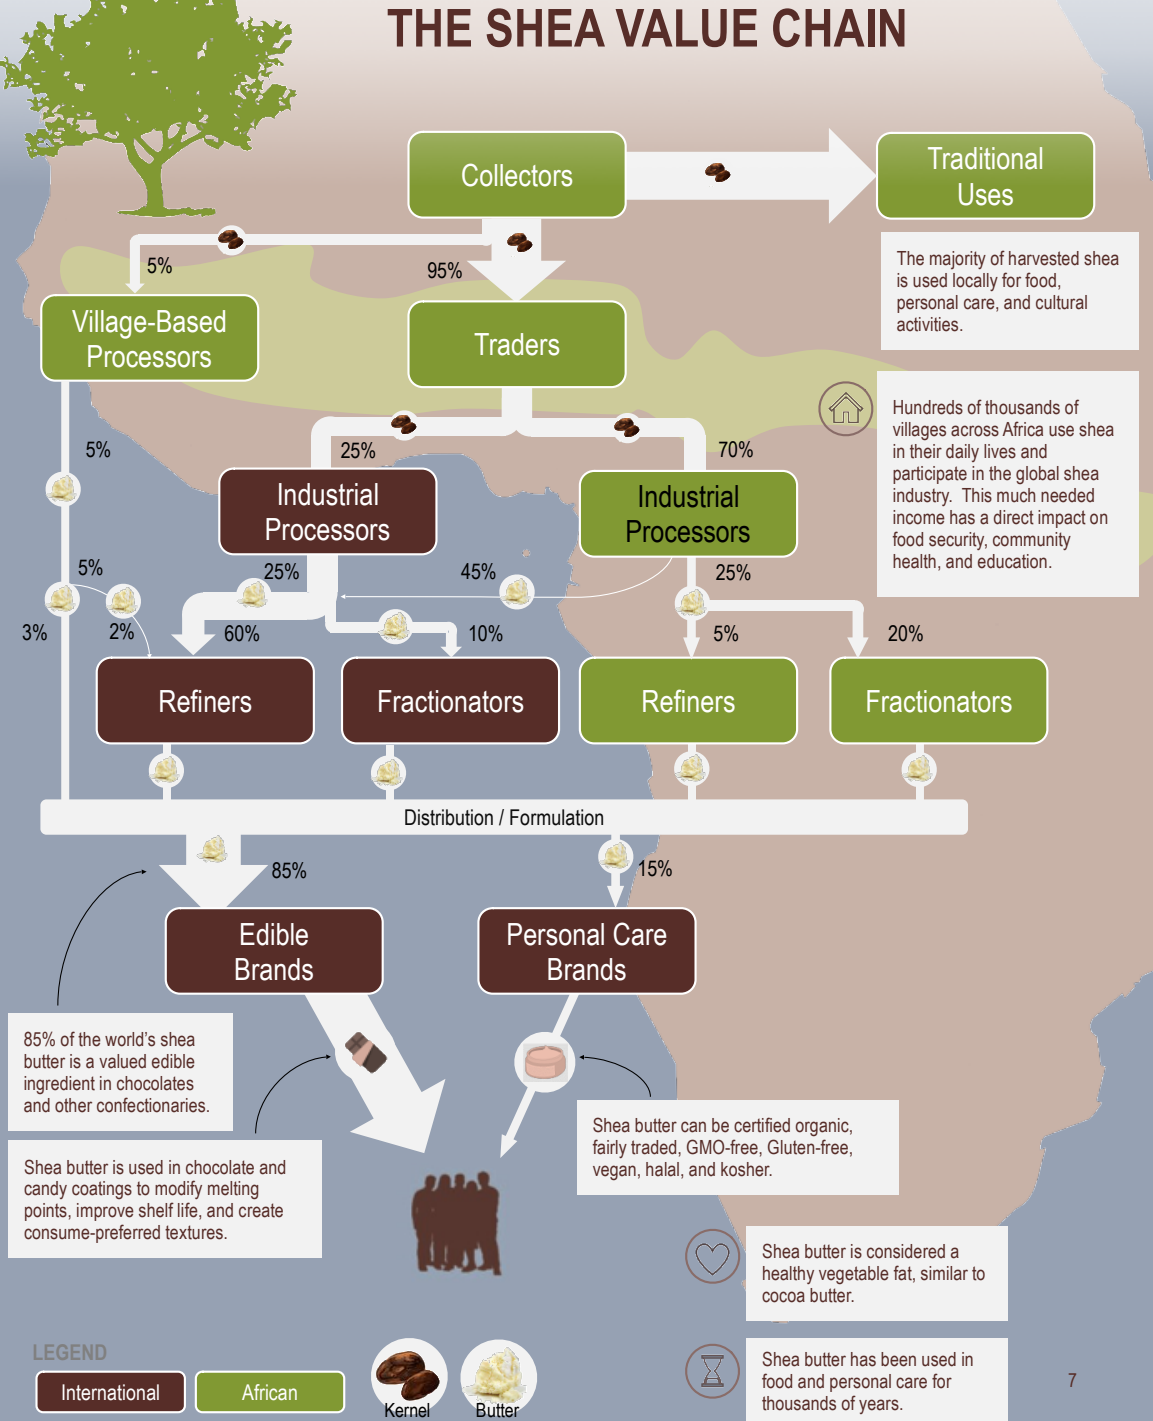 THE SHEA VALUE CHAIN
Collectors
Traditional
Uses
The majority of harvested shea
is used locally for food,
personal care, and cultural
activities.
5%
95%
Village-Based
Processors
Traders
Hundreds of thousands of
villages across Africa use shea
in their daily lives and
participate in the global shea
industry. This much needed
income has a direct impact on
food security, community
health, and education.
5%
25%
70%
Industrial
Processors
Industrial
Processors
5%
25%
45%
25%
3%
2%
60%
10%
5%
20%
Refiners
Fractionators
Refiners
Fractionators
Distribution / Formulation
85%
15%
Edible
Brands
Personal Care
Brands
85% of the world's shea
butter is a valued edible
ingredient in chocolates
and other confectionaries.
Shea butter can be certified organic,
fairly traded, GMO-free, Gluten-free,
vegan, halal, and kosher.
Shea butter is used in chocolate and
candy coatings to modify melting
points, improve shelf life, and create
consume-preferred textures.
Shea butter is considered a
healthy vegetable fat, similar to
cocoa butter.
Shea butter has been used in
food and personal care for
thousands of years.
LEGEND
International
African
Kernel
Butter
7